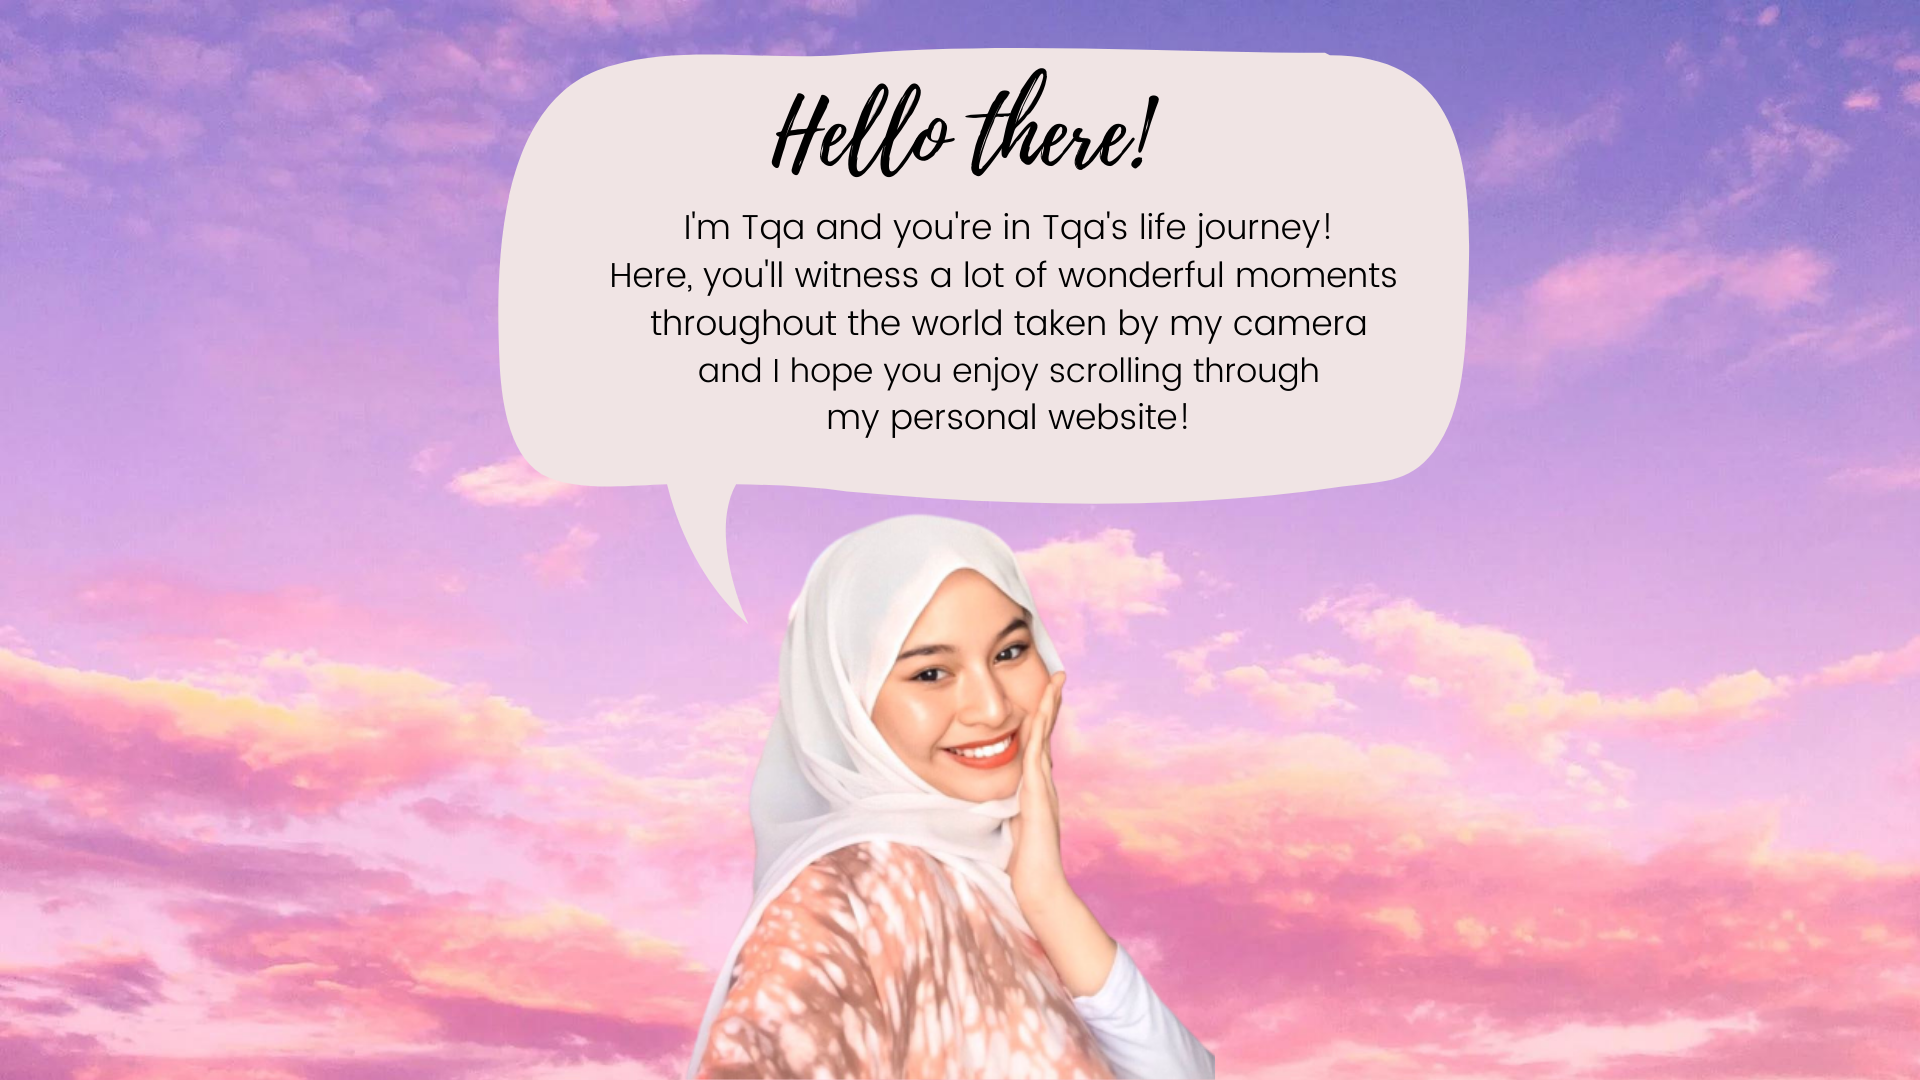 Hello there!
I'm Tqa and you're in Tqa's life journey!
Here, you'll witness a lot of wonderful moments
throughout the world taken by my camera
and I hope you enjoy scrolling through
my personal website!